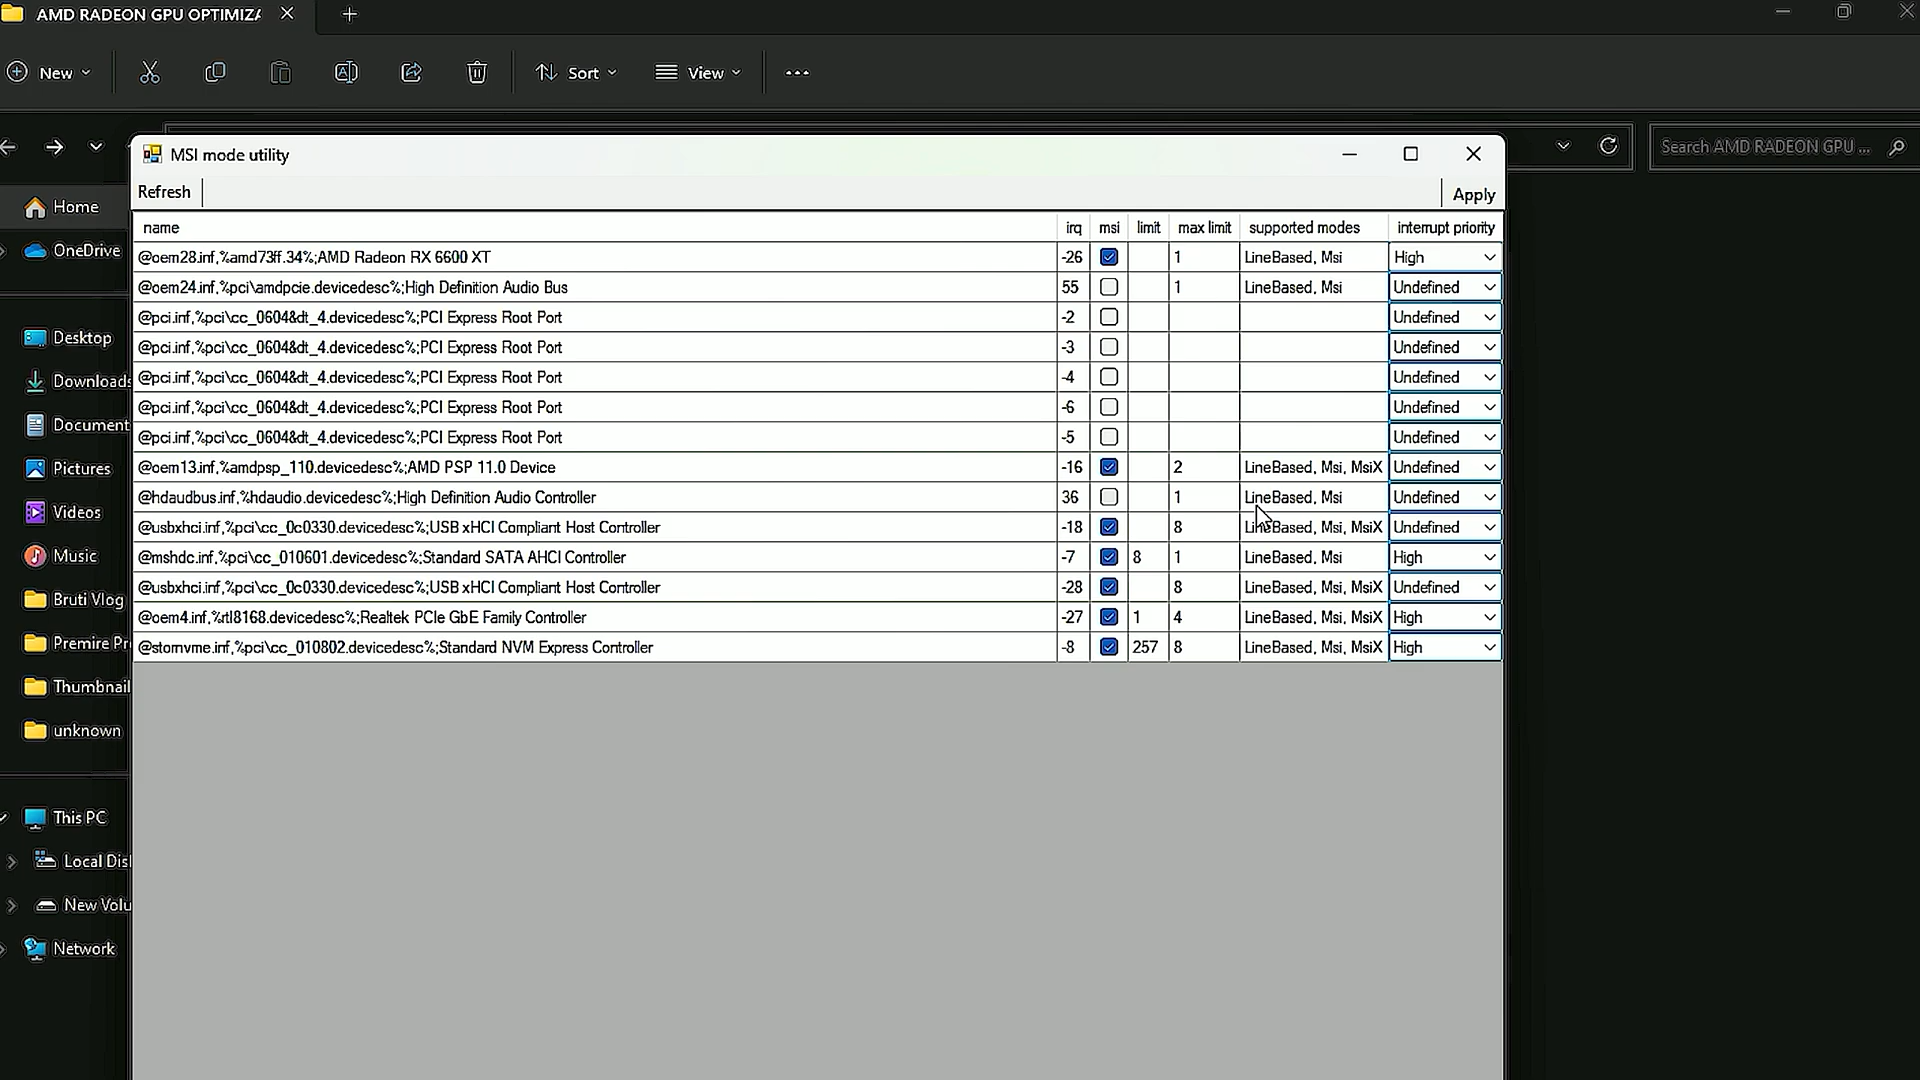 AMD RADEON GPU OPTIMIZA
New
Sort
View
Search AMD RADEON GPU ...
MSI mode utility
Refresh
Apply
name irq msi limit max limit supported modes interrupt priority
@oem28.inf,%amd73ff.34%;AMD Radeon RX 6600 XT -26 1 LineBased, Msi High
@oem24.inf,%pci\amdpcie.devicedesc%;High Definition Audio Bus 55 1 LineBased, Msi Undefined
@pci.inf,%pci\cc_0604&dt_4.devicedesc%;PCI Express Root Port -2 Undefined
@pci.inf,%pci\cc_0604&dt_4.devicedesc%;PCI Express Root Port -3 Undefined
@pci.inf,%pci\cc_0604&dt_4.devicedesc%;PCI Express Root Port -4 Undefined
@pci.inf,%pci\cc_0604&dt_4.devicedesc%;PCI Express Root Port -6 Undefined
@pci.inf,%pci\cc_0604&dt_4.devicedesc%;PCI Express Root Port -5 Undefined
@oem13.inf,%amdpsp_110.devicedesc%;AMD PSP 11.0 Device -16 2 LineBased, Msi, MsiX Undefined
@hdaudbus.inf,%hdaudio.devicedesc%;High Definition Audio Controller 36 1 LineBased, Msi Undefined
@usbxhci.inf,%pci\cc_0c0330.devicedesc%;USB xHCI Compliant Host Controller -18 8 LineBased, Msi, MsiX Undefined
@mshdc.inf,%pci\cc_010601.devicedesc%;Standard SATA AHCI Controller -7 8 1 LineBased, Msi High
@usbxhci.inf,%pci\cc_0c0330.devicedesc%;USB xHCI Compliant Host Controller -28 8 LineBased, Msi, MsiX Undefined
@oem4.inf,%rtl8168.devicedesc%;Realtek PCIe GbE Family Controller -27 1 4 LineBased, Msi, MsiX High
@stornvme.inf,%pci\cc_010802.devicedesc%;Standard NVM Express Controller -8 257 8 LineBased, Msi, MsiX High
Home
OneDrive
Desktop
Downloads
Document
Pictures
Videos
Music
Bruti Vlog
Premire Pr
Thumbnail
unknown
This PC
Local Dis
New Volu
Network